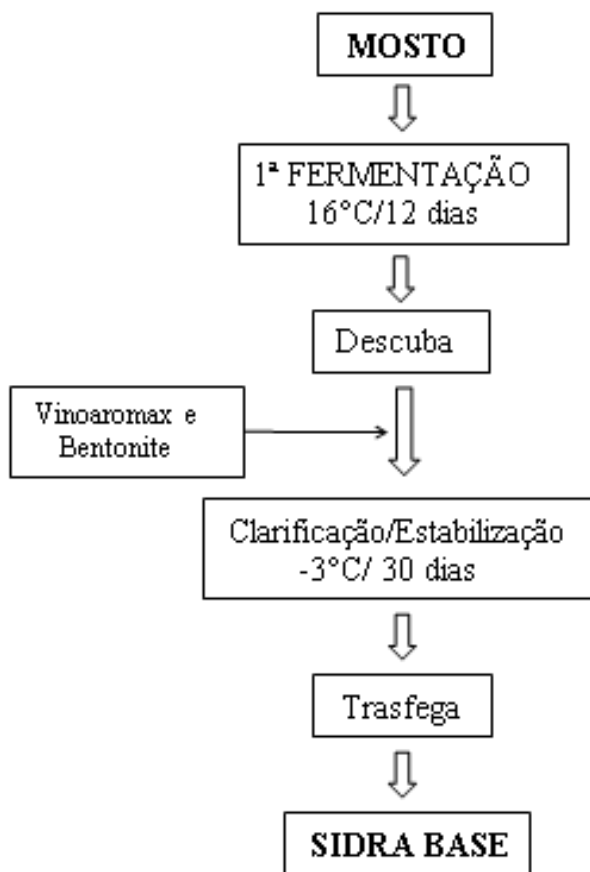 MOSTO
1ª FERMENTAÇÃO
16°C/12 dias
Descuba
Vinoaromax e
Bentonite
Clarificação/Estabilização
-3°C/ 30 dias
Trasfega
SIDRA BASE